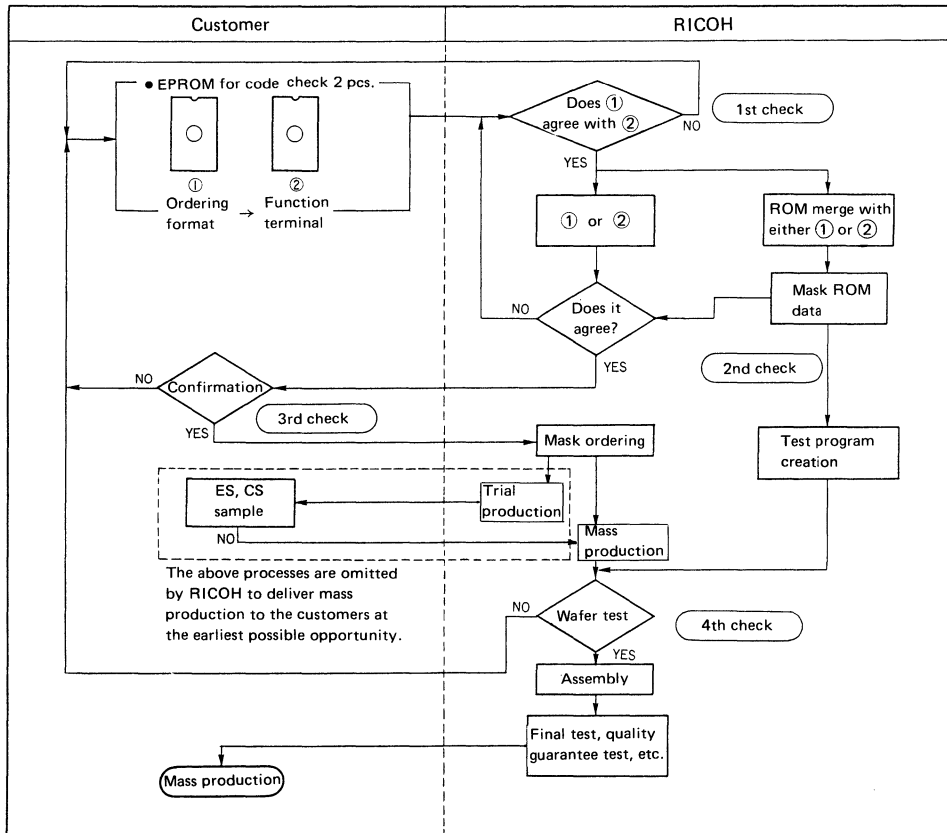 Customer
RICOH
● EPROM for code check 2 pcs.
①
②
Ordering
format
→
Function
terminal
Does ①
agree with ②
NO
YES
1st check
① or ②
ROM merge with
either ① or ②
Does it
agree?
NO
YES
Mask ROM
data
2nd check
Confirmation
NO
YES
3rd check
Mask ordering
Test program
creation
ES, CS
sample
NO
Trial
production
Mass
production
The above processes are omitted
by RICOH to deliver mass
production to the customers at
the earliest possible opportunity.
NO
Wafer test
YES
4th check
Assembly
Final test, quality
guarantee test, etc.
Mass production